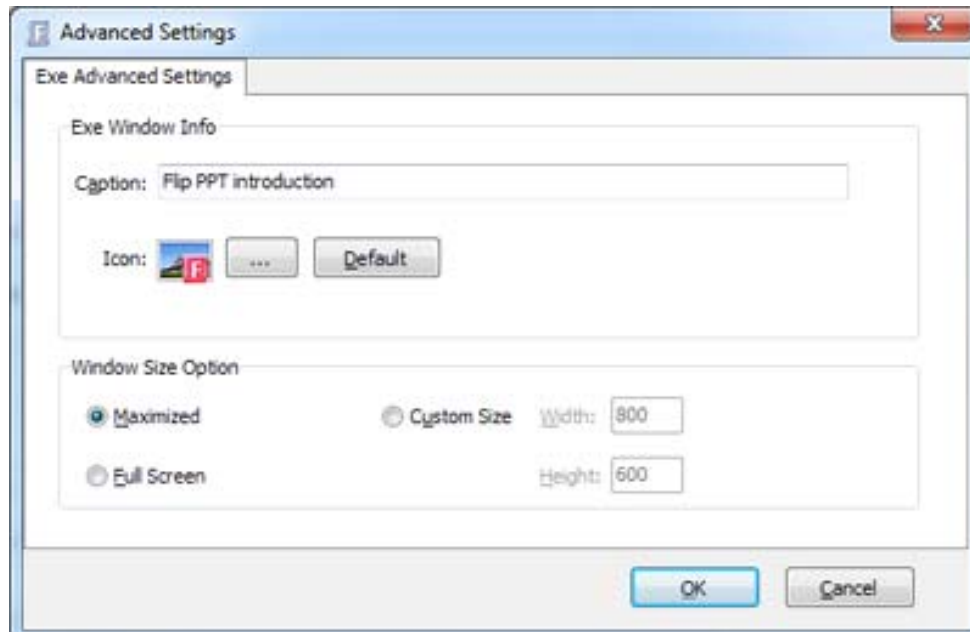 Advanced Settings
Exe Advanced Settings
Exe Window Info
Caption: Flip PPT introduction
Icon: F ... Default
Window Size Option
Maximized Custom Size Width: 800
Full Screen Height: 600
OK Cancel